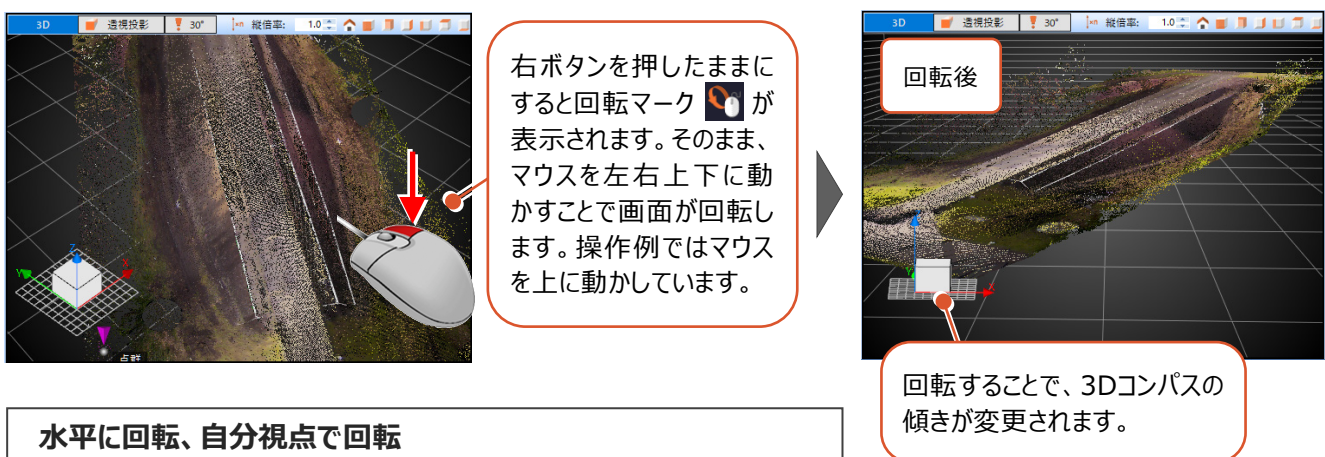 3D 透視投影 30° 縦倍率: 1.0
Z
Y
X
点群
右ボタンを押したままに
すると回転マーク が
表示されます。そのまま、
マウスを左右上下に動
かすことで画面が回転し
ます。操作例ではマウス
を上に動かしています。
3D 透視投影 30° 縦倍率: 1.0
回転後
回転することで、3Dコンパスの
傾きが変更されます。
水平に回転、自分視点で回転